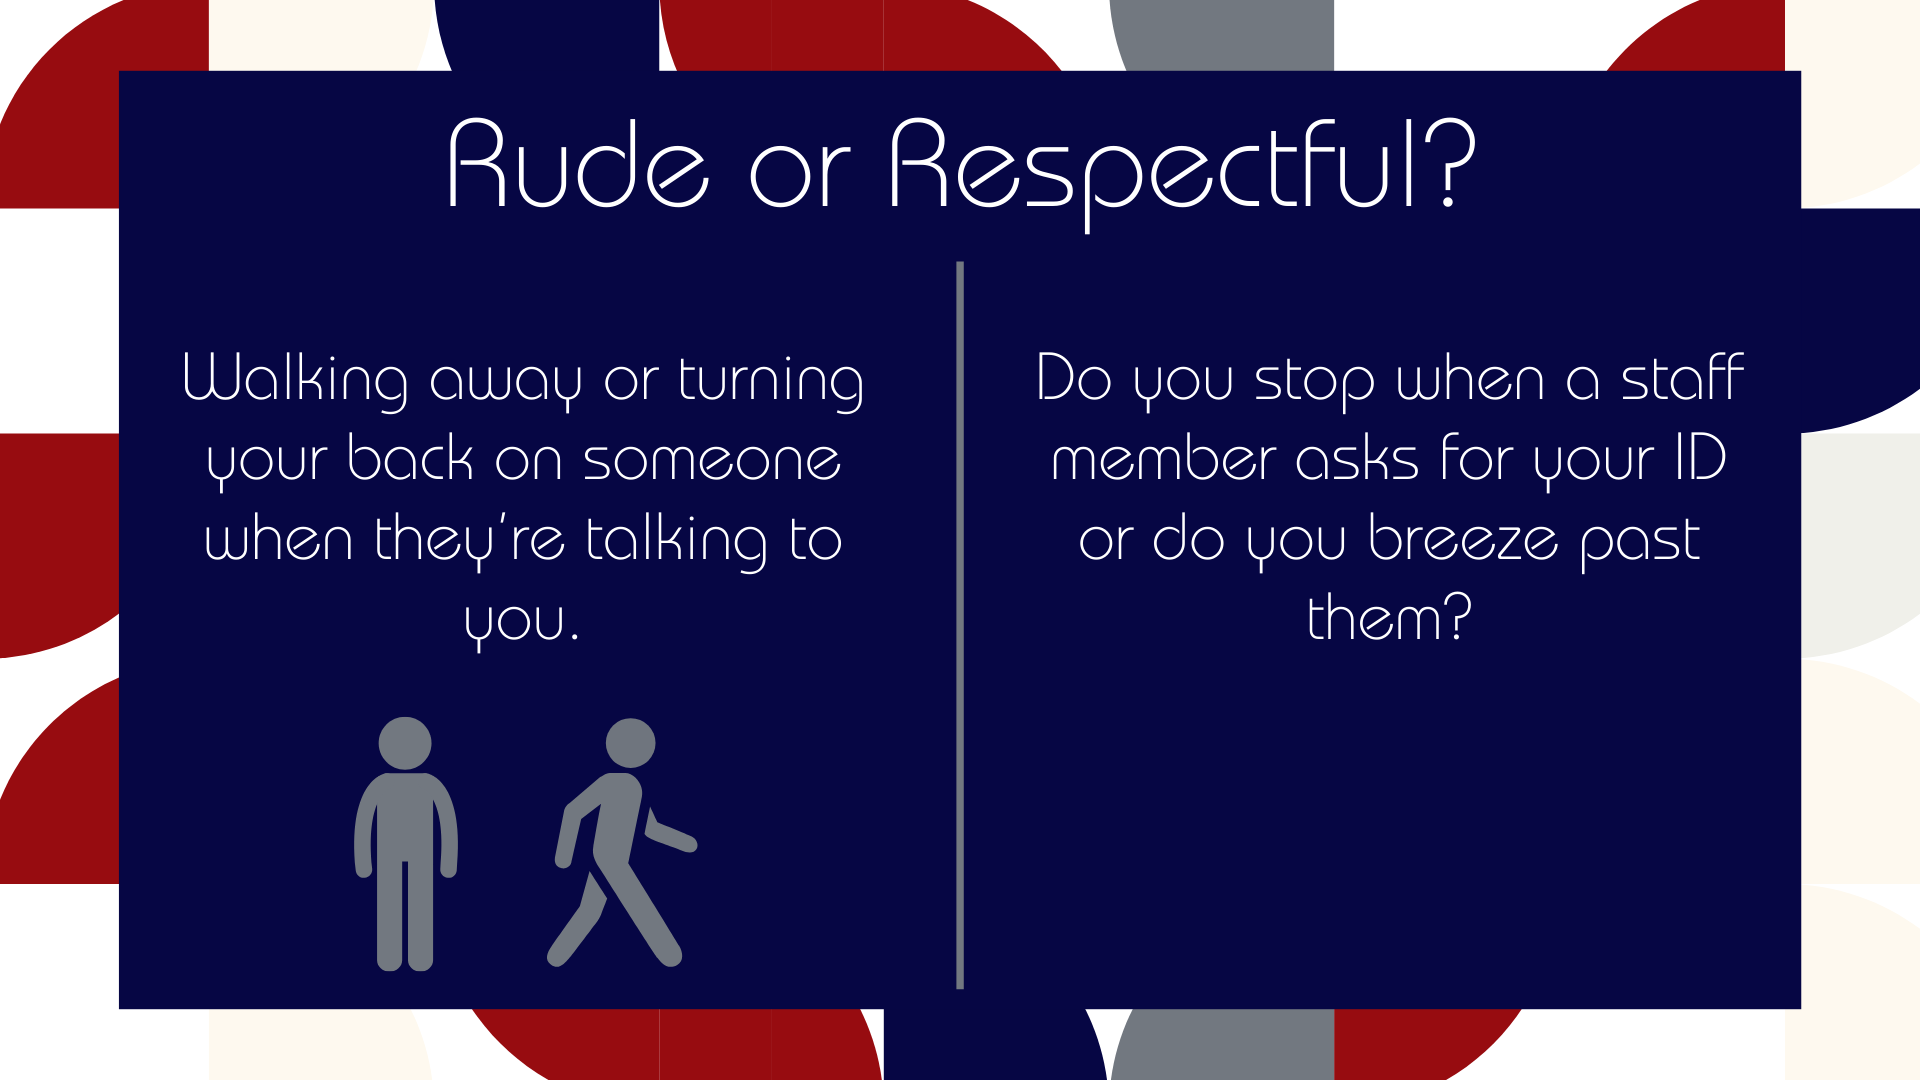 Rude or Respectful?
Walking away or turning
your back on someone
when they're talking to
you.
Do you stop when a staff
member asks for your ID
or do you breeze past
them?